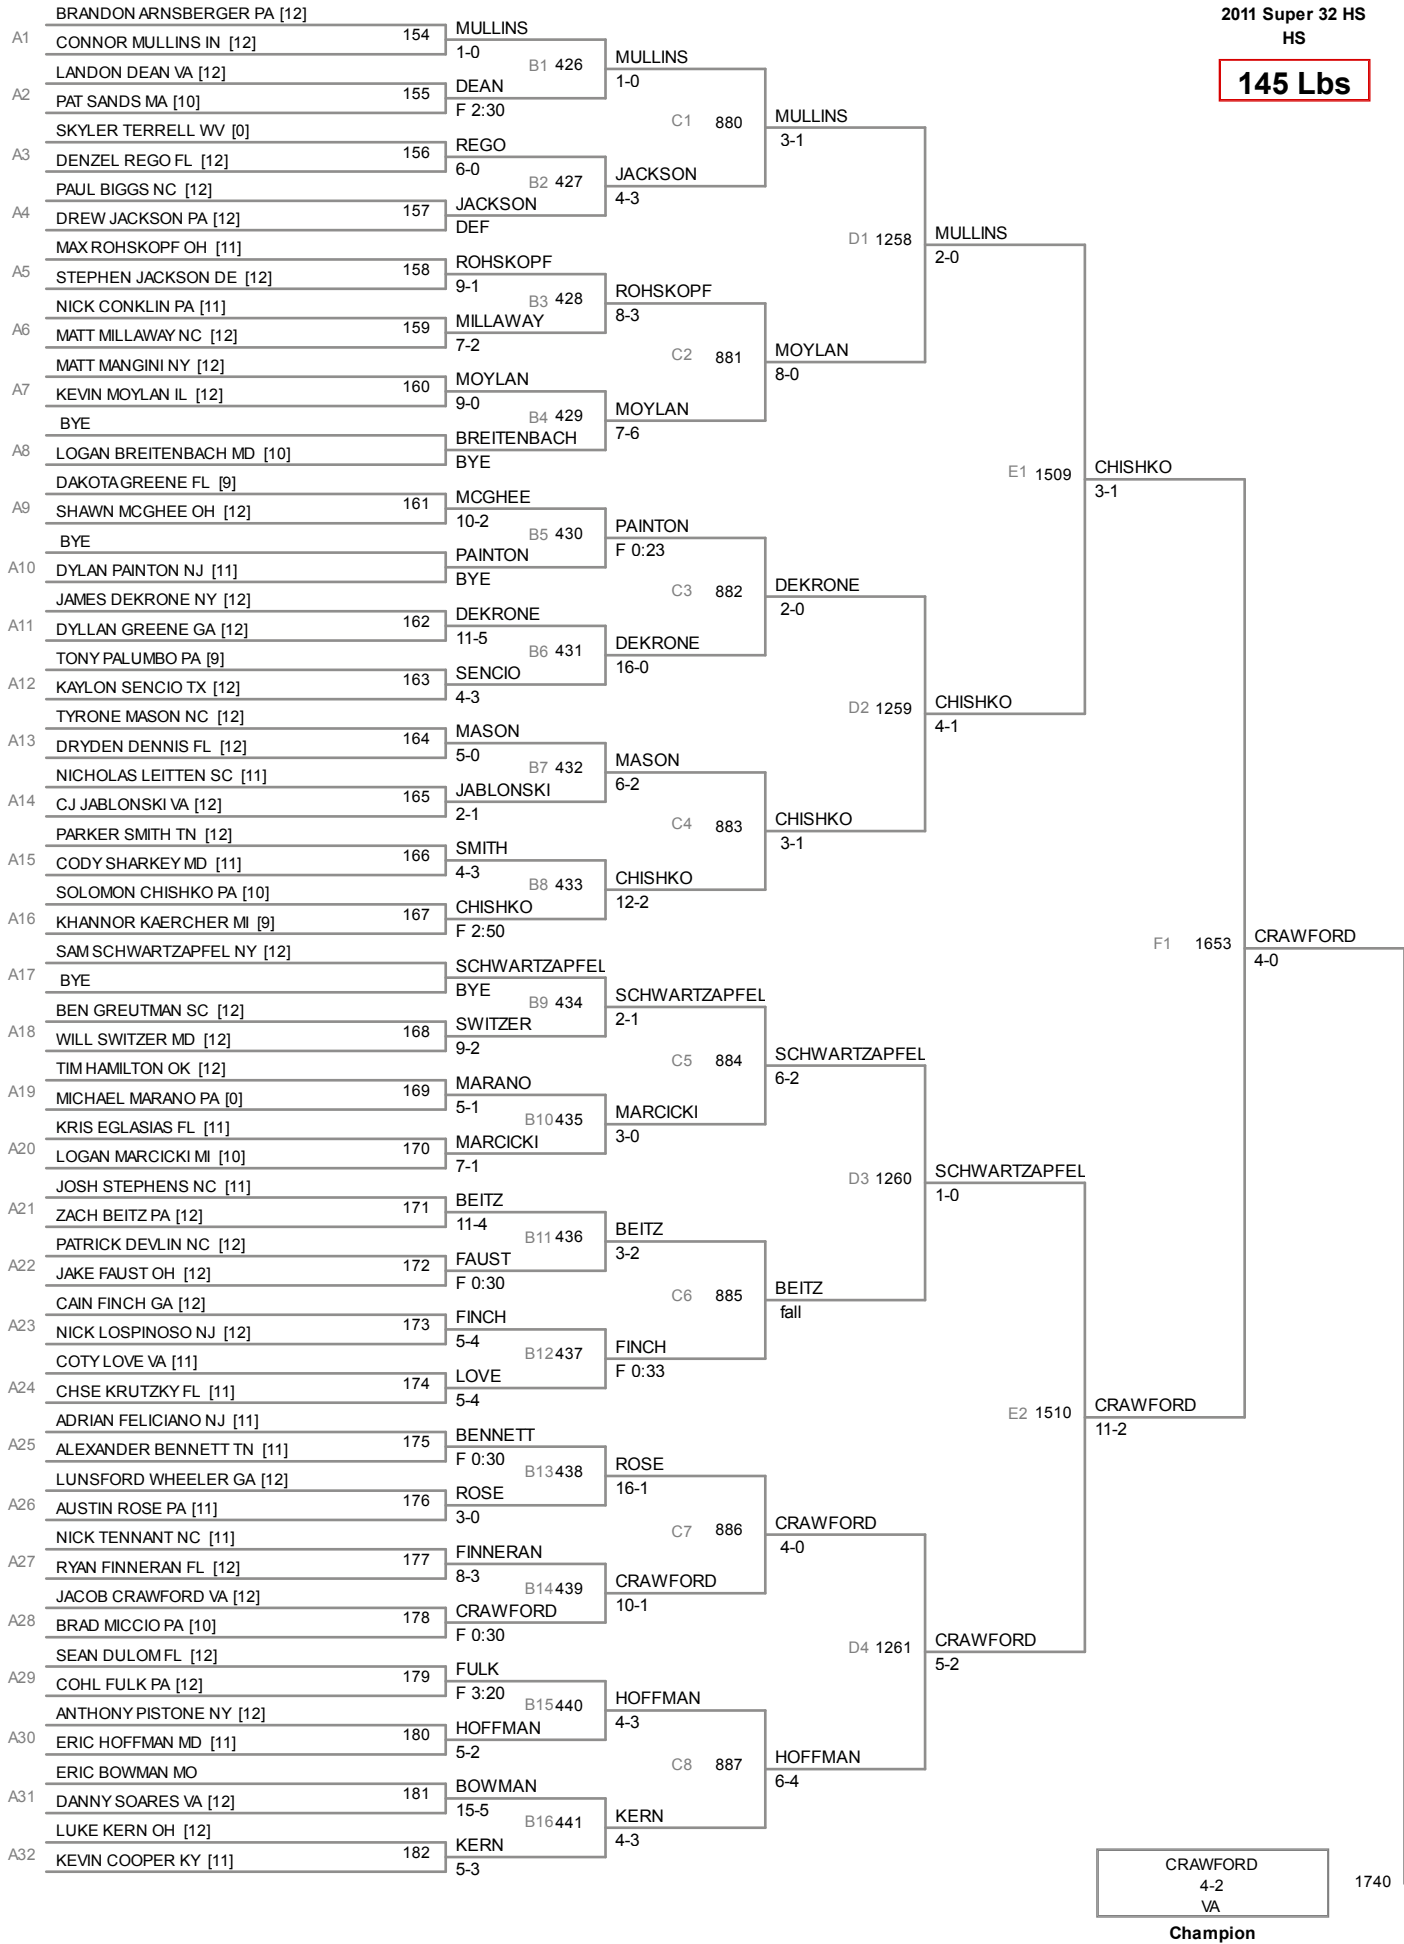 2011 Super 32 HS
HS
145 Lbs
BRANDON ARNSBERGER PA [12]
A1
CONNOR MULLINS IN [12]
154
LANDON DEAN VA [12]
A2
PAT SANDS MA [10]
155
SKYLER TERRELL WV [0]
A3
DENZEL REGO FL [12]
156
PAUL BIGGS NC [12]
A4
DREW JACKSON PA [12]
157
MAX ROHSKOPF OH [11]
A5
STEPHEN JACKSON DE [12]
158
NICK CONKLIN PA [11]
A6
MATT MILLAWAY NC [12]
159
MATT MANGINI NY [12]
A7
KEVIN MOYLAN IL [12]
160
BYE
A8
LOGAN BREITENBACH MD [10]
DAKOTA GREENE FL [9]
A9
SHAWN MCGHEE OH [12]
161
BYE
A10
DYLAN PAINTON NJ [11]
JAMES DEKRONE NY [12]
A11
DYLLAN GREENE GA [12]
162
TONY PALUMBO PA [9]
A12
KAYLON SENCIO TX [12]
163
TYRONE MASON NC [12]
A13
DRYDEN DENNIS FL [12]
164
NICHOLAS LEITTEN SC [11]
A14
CJ JABLONSKI VA [12]
165
PARKER SMITH TN [12]
A15
CODY SHARKEY MD [11]
166
SOLOMON CHISHKO PA [10]
A16
KHANNOR KAERCHER MI [9]
167
SAM SCHWARTZAPFEL NY [12]
A17
BYE
BEN GREUTMAN SC [12]
A18
WILL SWITZER MD [12]
168
TIM HAMILTON OK [12]
A19
MICHAEL MARANO PA [0]
169
KRIS EGLASIAS FL [11]
A20
LOGAN MARCICKI MI [10]
170
JOSH STEPHENS NC [11]
A21
ZACH BEITZ PA [12]
171
PATRICK DEVLIN NC [12]
A22
JAKE FAUST OH [12]
172
CAIN FINCH GA [12]
A23
NICK LOSPINOSO NJ [12]
173
COTY LOVE VA [11]
A24
CHSE KRUTZKY FL [11]
174
ADRIAN FELICIANO NJ [11]
A25
ALEXANDER BENNETT TN [11]
175
LUNSFORD WHEELER GA [12]
A26
AUSTIN ROSE PA [11]
176
NICK TENNANT NC [11]
A27
RYAN FINNERAN FL [12]
177
JACOB CRAWFORD VA [12]
A28
BRAD MICCIO PA [10]
178
SEAN DULOM FL [12]
A29
COHL FULK PA [12]
179
ANTHONY PISTONE NY [12]
A30
ERIC HOFFMAN MD [11]
180
ERIC BOWMAN MO
A31
DANNY SOARES VA [12]
181
LUKE KERN OH [12]
A32
KEVIN COOPER KY [11]
182
MULLINS
1-0
B1 426
DEAN
F 2:30
REGO
6-0
B2 427
JACKSON
DEF
ROHSKOPF
9-1
B3 428
MILLAWAY
7-2
MOYLAN
9-0
B4 429
BREITENBACH
BYE
MCGHEE
10-2
B5 430
PAINTON
BYE
DEKRONE
11-5
B6 431
SENCIO
4-3
MASON
5-0
B7 432
JABLONSKI
2-1
SMITH
4-3
B8 433
CHISHKO
F 2:50
SCHWARTZAPFEL
BYE
B9 434
SWITZER
9-2
MARANO
5-1
B10 435
MARCICKI
7-1
BEITZ
11-4
B11 436
FAUST
F 0:30
FINCH
5-4
B12 437
LOVE
5-4
BENNETT
F 0:30
B13 438
ROSE
3-0
FINNERAN
8-3
B14 439
CRAWFORD
F 0:30
FULK
F 3:20
B15 440
HOFFMAN
5-2
BOWMAN
15-5
B16 441
KERN
5-3
MULLINS
1-0
C1 880
JACKSON
4-3
ROHSKOPF
8-3
C2 881
MOYLAN
7-6
PAINTON
F 0:23
C3 882
DEKRONE
16-0
MASON
6-2
C4 883
CHISHKO
12-2
SCHWARTZAPFEL
2-1
C5 884
MARCICKI
3-0
BEITZ
3-2
C6 885
FINCH
F 0:33
ROSE
16-1
C7 886
CRAWFORD
10-1
HOFFMAN
4-3
C8 887
KERN
4-3
MULLINS
3-1
D1 1258
MOYLAN
8-0
DEKRONE
2-0
D2 1259
CHISHKO
3-1
SCHWARTZAPFEL
6-2
D3 1260
BEITZ
fall
CRAWFORD
4-0
D4 1261
HOFFMAN
6-4
MULLINS
2-0
E1 1509
CHISHKO
4-1
SCHWARTZAPFEL
1-0
E2 1510
CRAWFORD
5-2
CHISHKO
3-1
F1 1653
CRAWFORD
11-2
CRAWFORD
4-0
1740
CRAWFORD
4-2
VA
Champion